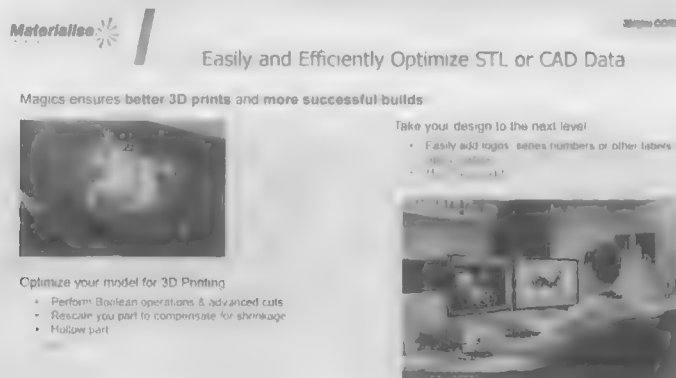 Materialise
Easily and Efficiently Optimize STL or CAD Data
Magics ensures better 3D prints and more successful builds
Take your design to the next level
Easily add logos, series numbers or other labels
Optimize your model for 3D Printing
Perform Boolean operations & advanced cuts
Rescale you part to compensate for shrinkage
Hollow part